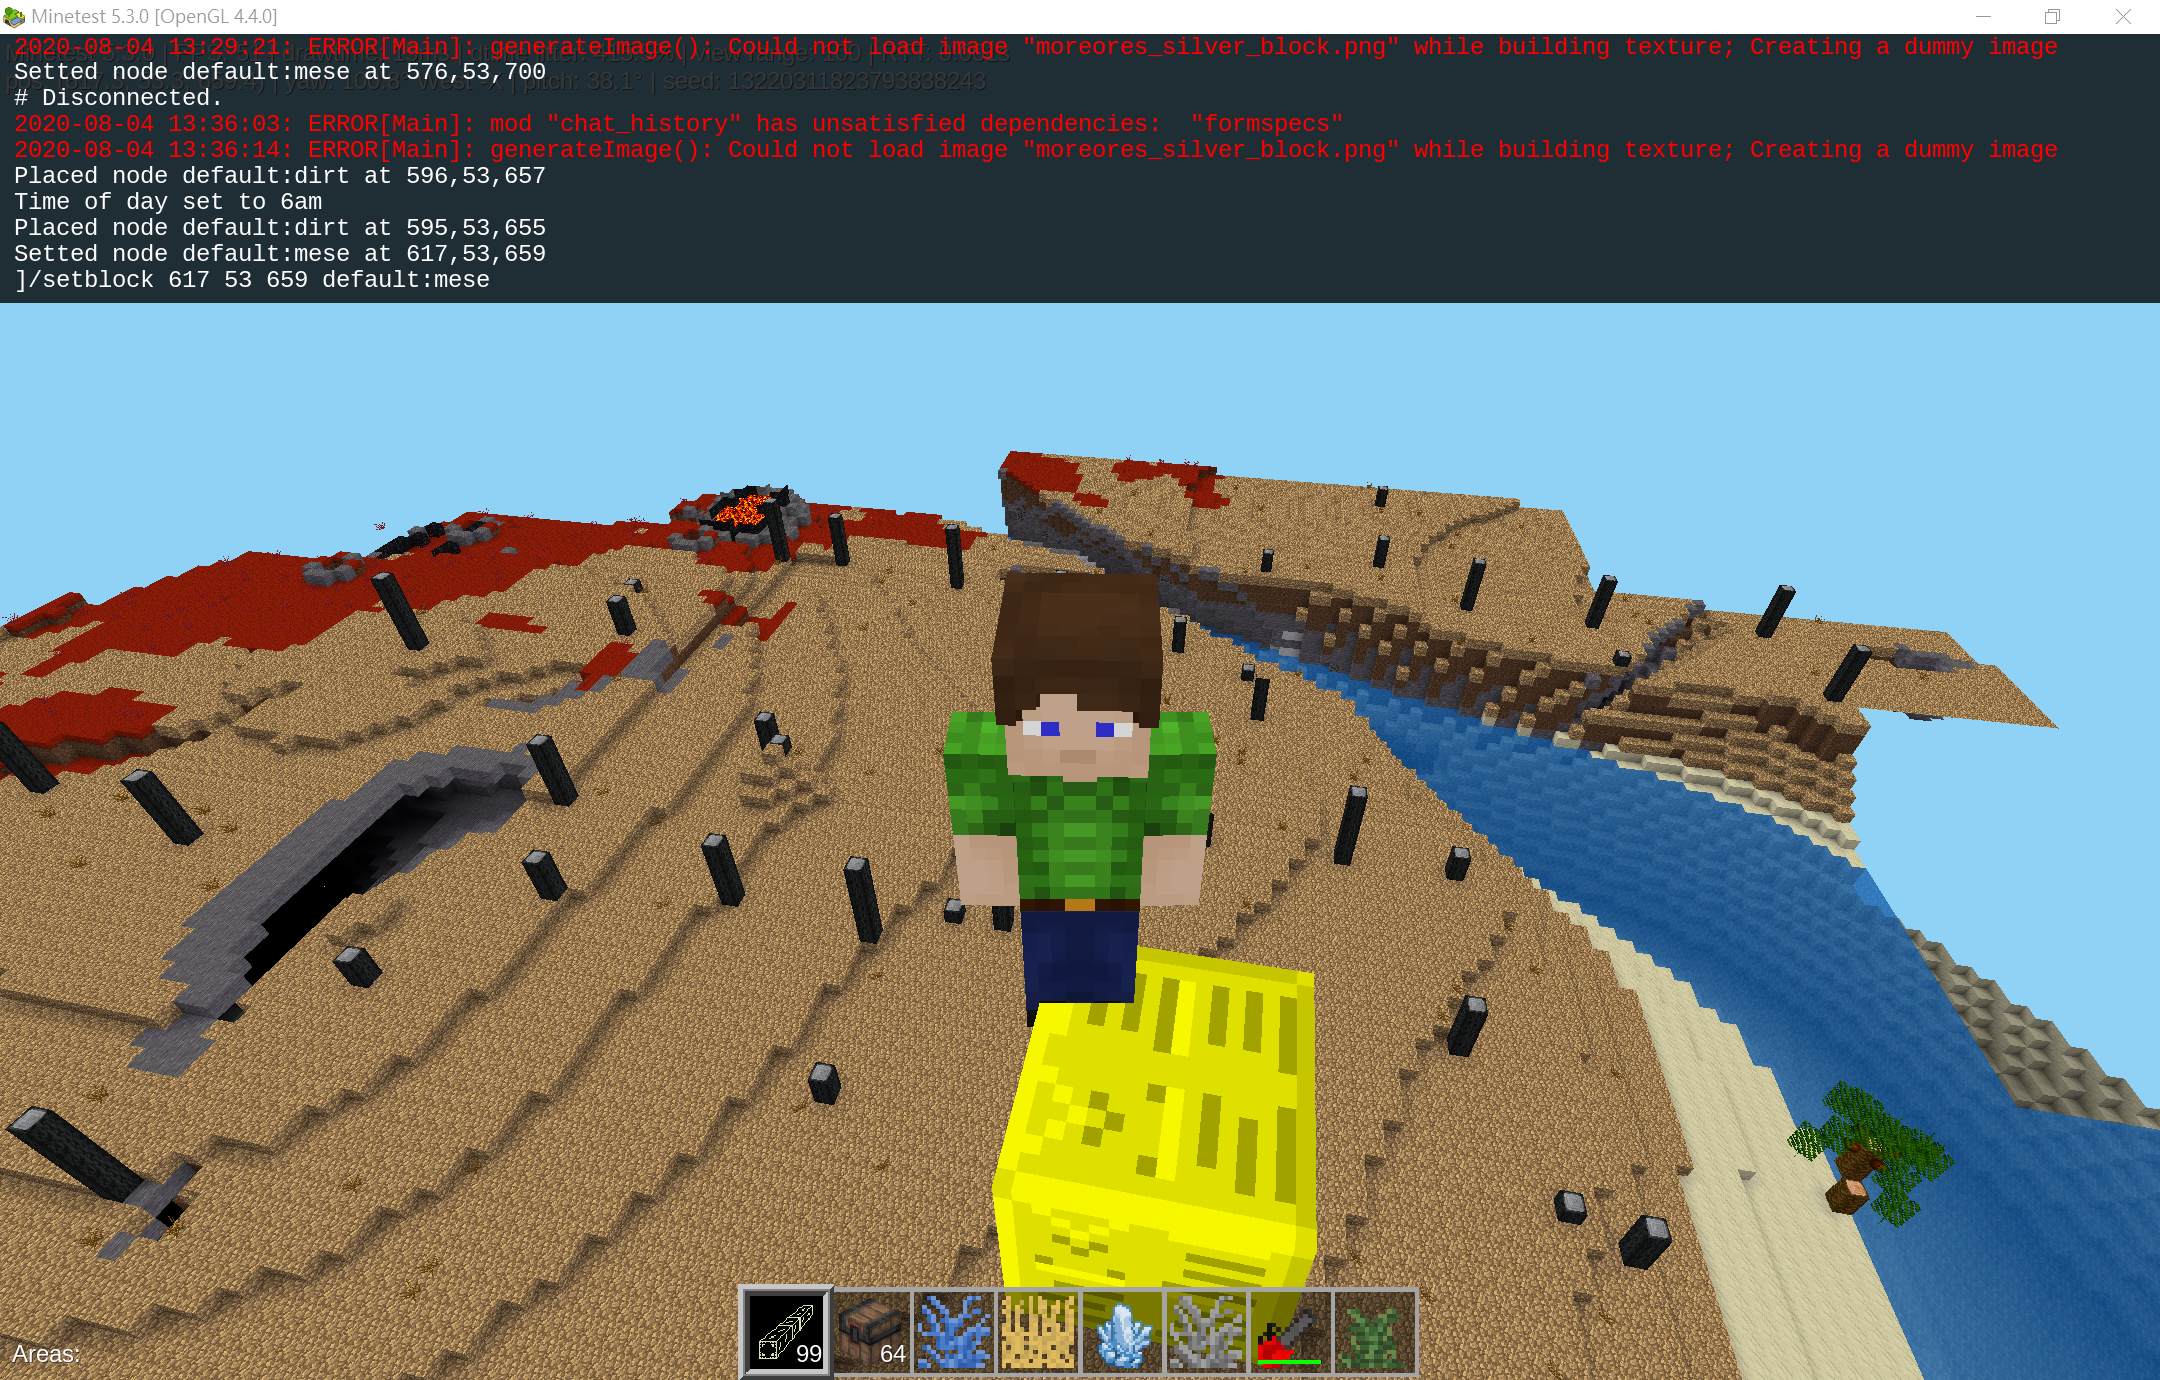 Minetest 5.3.0 [OpenGL 4.4.0]
2020-08-04 13:29:21: ERROR[Main]: generateImage(): Could not load image "moreores_silver_block.png" while building texture; Creating a dummy image
Setted node default:mese at 576,53,700
# Disconnected.
2020-08-04 13:36:03: ERROR[Main]: mod "chat_history" has unsatisfied dependencies:  "formspecs"
2020-08-04 13:36:14: ERROR[Main]: generateImage(): Could not load image "moreores_silver_block.png" while building texture; Creating a dummy image
Placed node default:dirt at 596,53,657
Time of day set to 6am
Placed node default:dirt at 595,53,655
Setted node default:mese at 617,53,659
]/setblock 617 53 659 default:mese
Areas:
99
64